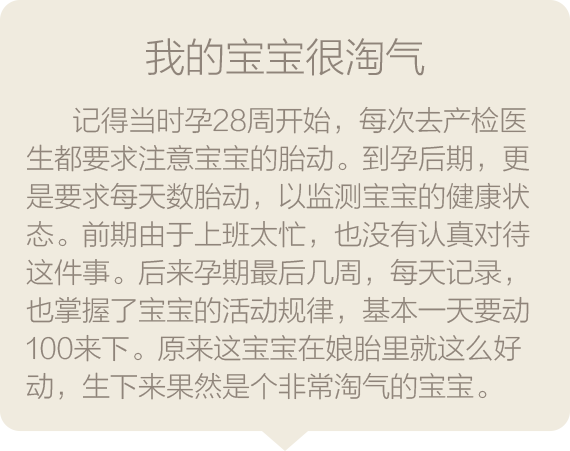 我的宝宝很淘气
记得当时孕28周开始，每次去产检医
生都要求注意宝宝的胎动。到孕后期，更
是要求每天数胎动，以监测宝宝的健康状
态。前期由于上班太忙，也没有认真对待
这件事。后来孕期最后几周，每天记录，
也掌握了宝宝的活动规律，基本一天要动
100来下。原来这宝宝在娘胎里就这么好
动，生下来果然是个非常淘气的宝宝。